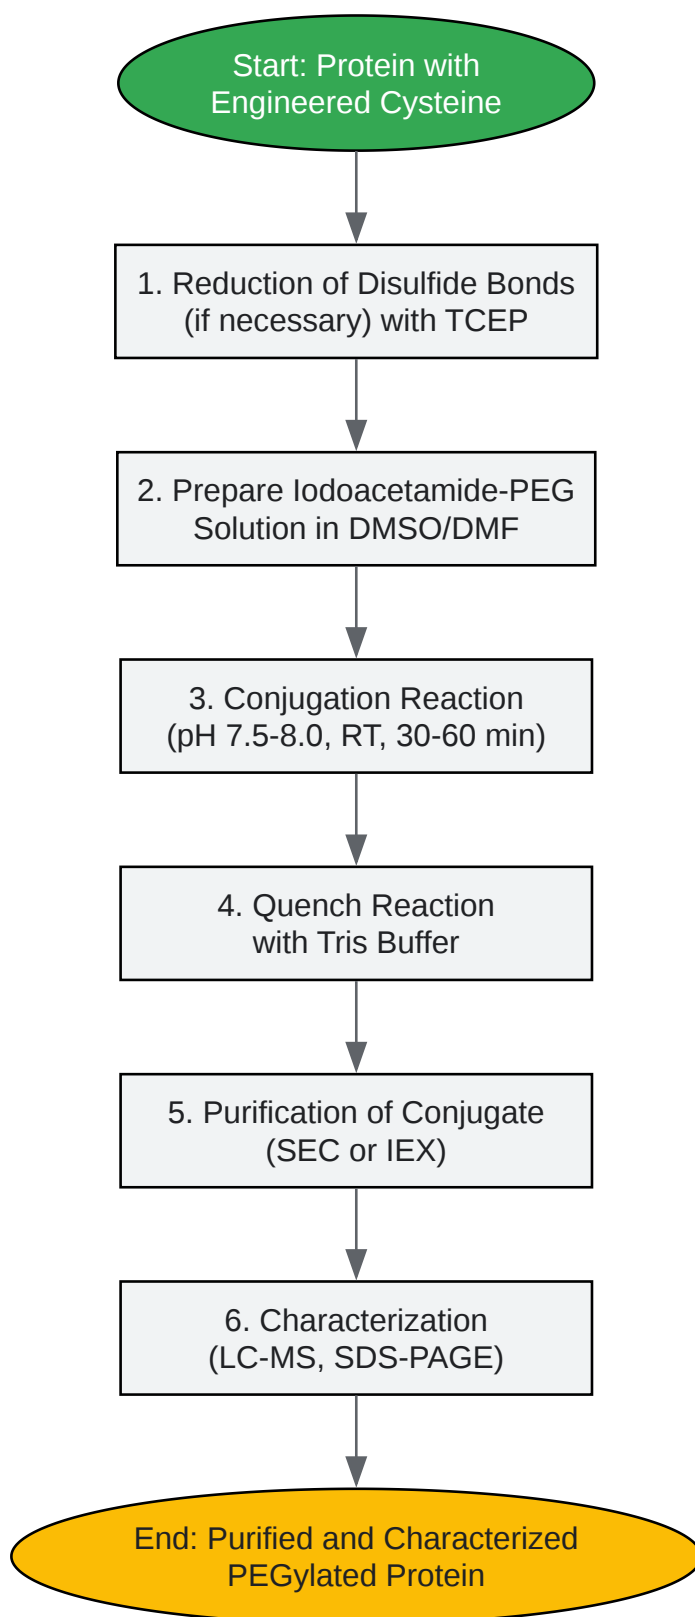 Start: Protein with
Engineered Cysteine
1. Reduction of Disulfide Bonds
(if necessary) with TCEP
2. Prepare Iodoacetamide-PEG
Solution in DMSO/DMF
3. Conjugation Reaction
(pH 7.5-8.0, RT, 30-60 min)
4. Quench Reaction
with Tris Buffer
5. Purification of Conjugate
(SEC or IEX)
6. Characterization
(LC-MS, SDS-PAGE)
End: Purified and Characterized
PEGylated Protein